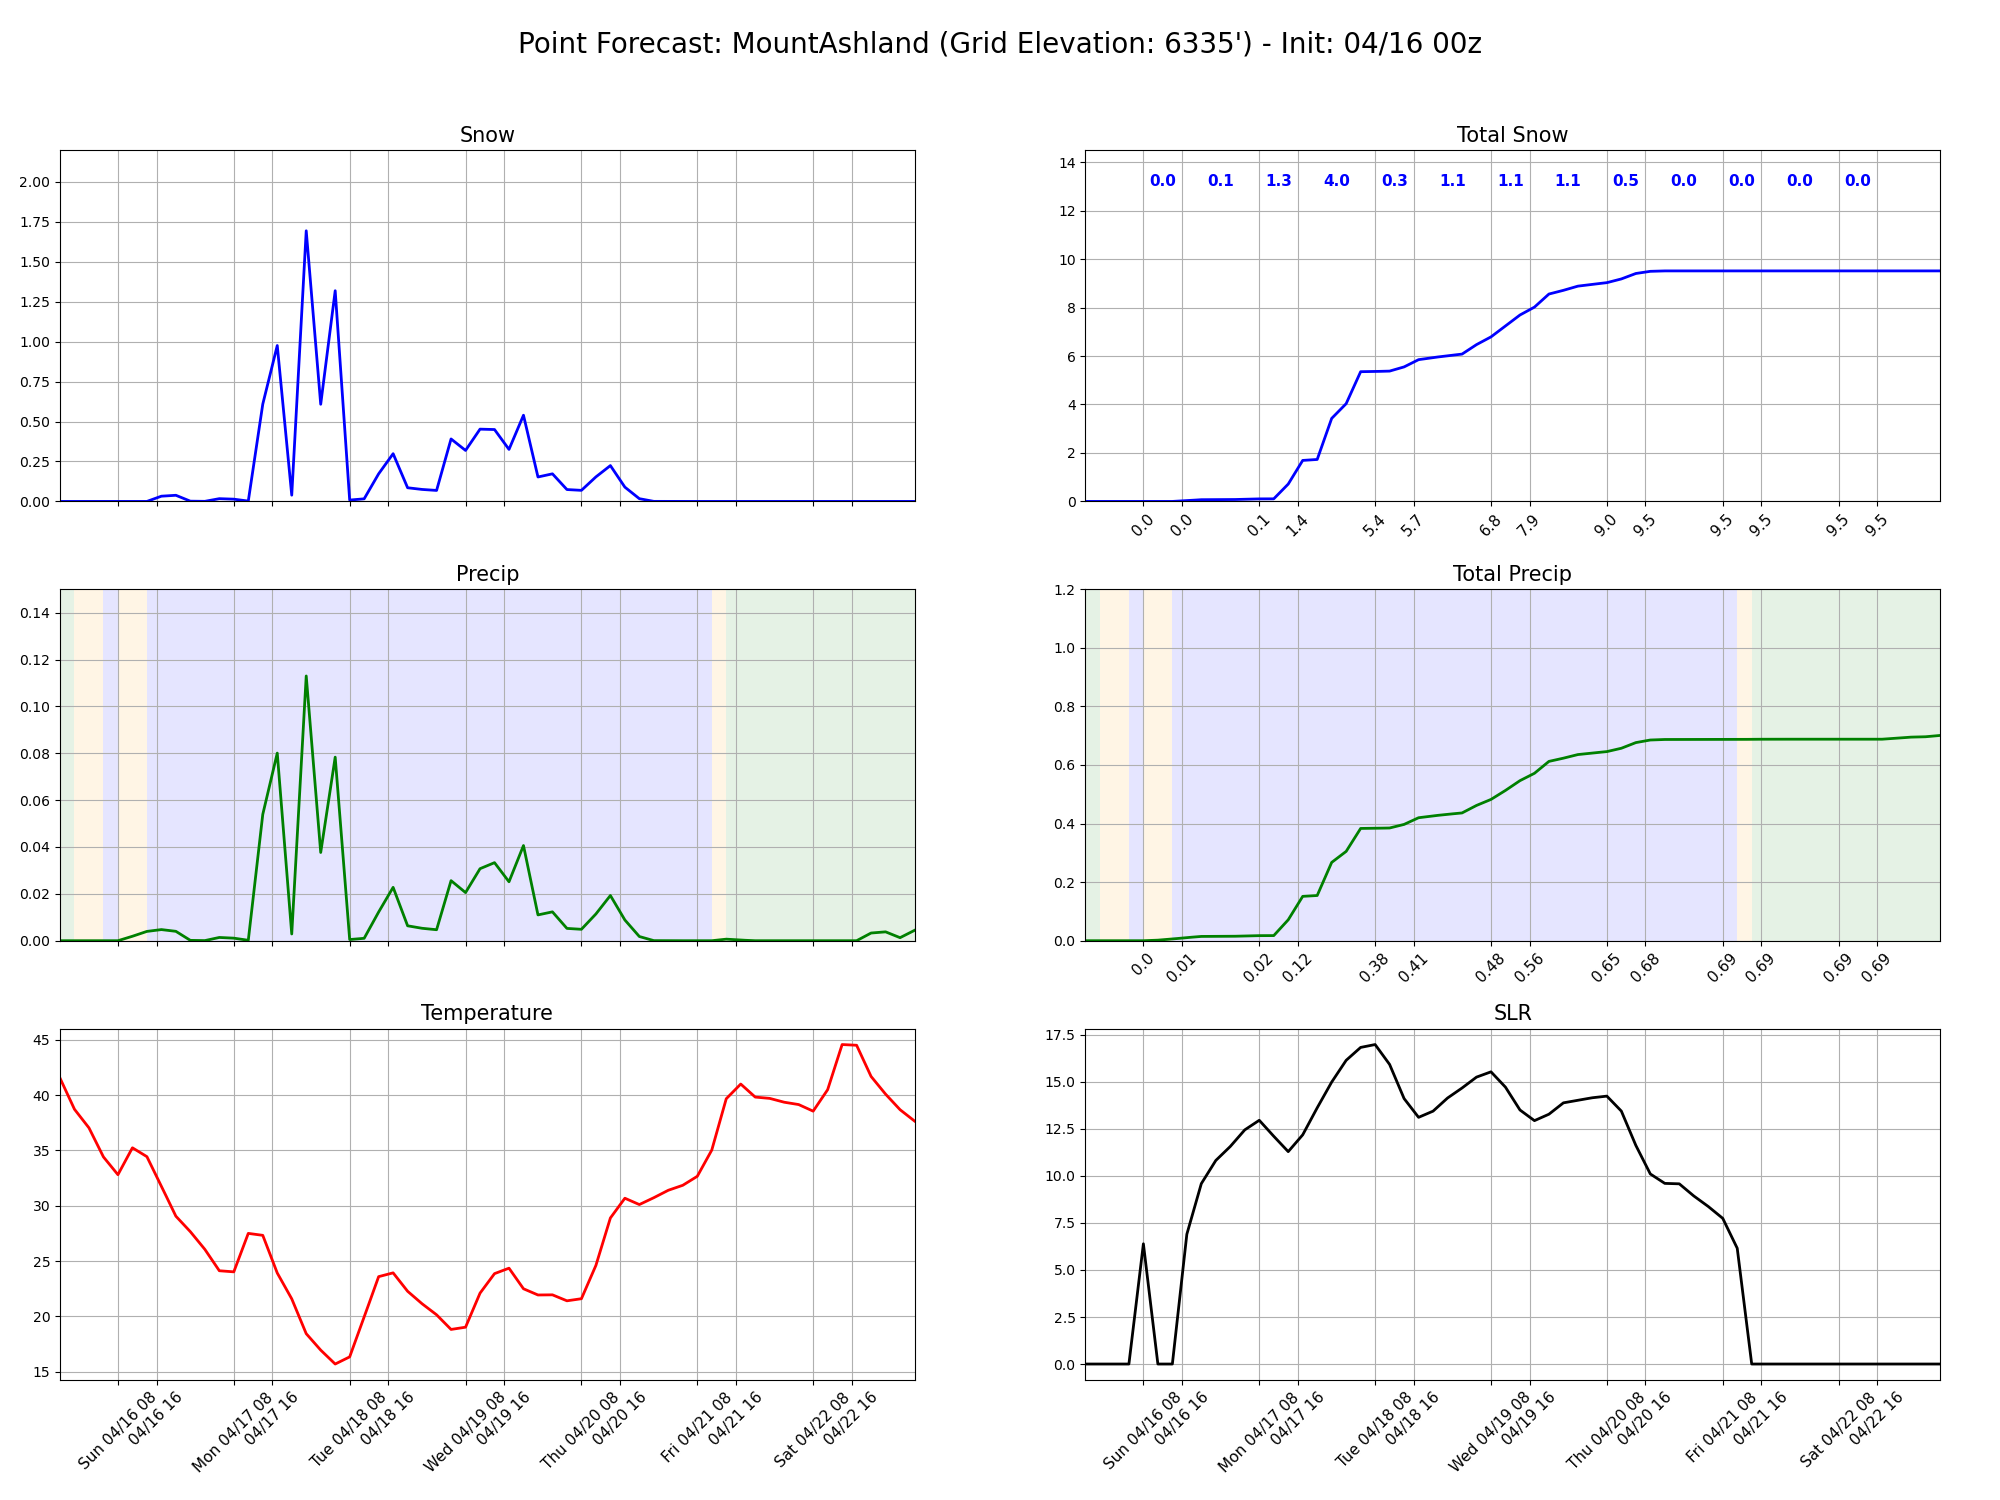 Point Forecast: MountAshland (Grid Elevation: 6335') - Init: 04/16 00z
Snow
2.00
1.75
1.50
1.25
1.00
0.75
0.50
0.25
0.00
Total Snow
14
12
10
8
6
4
2
0
0.0 0.1 1.3 4.0 0.3 1.1 1.1 1.1 0.5 0.0 0.0 0.0 0.0
0.0 0.0 0.1 1.4 5.4 5.7 6.8 7.9 9.0 9.5 9.5 9.5 9.5 9.5
Precip
0.14
0.12
0.10
0.08
0.06
0.04
0.02
0.00
Total Precip
1.2
1.0
0.8
0.6
0.4
0.2
0.0
0.0 0.01 0.02 0.12 0.38 0.41 0.48 0.56 0.65 0.68 0.69 0.69 0.69 0.69
Temperature
45
40
35
30
25
20
15
Sun 04/16 08
04/16 16
Mon 04/17 08
04/17 16
Tue 04/18 08
04/18 16
Wed 04/19 08
04/19 16
Thu 04/20 08
04/20 16
Fri 04/21 08
04/21 16
Sat 04/22 08
04/22 16
SLR
17.5
15.0
12.5
10.0
7.5
5.0
2.5
0.0
Sun 04/16 08
04/16 16
Mon 04/17 08
04/17 16
Tue 04/18 08
04/18 16
Wed 04/19 08
04/19 16
Thu 04/20 08
04/20 16
Fri 04/21 08
04/21 16
Sat 04/22 08
04/22 16